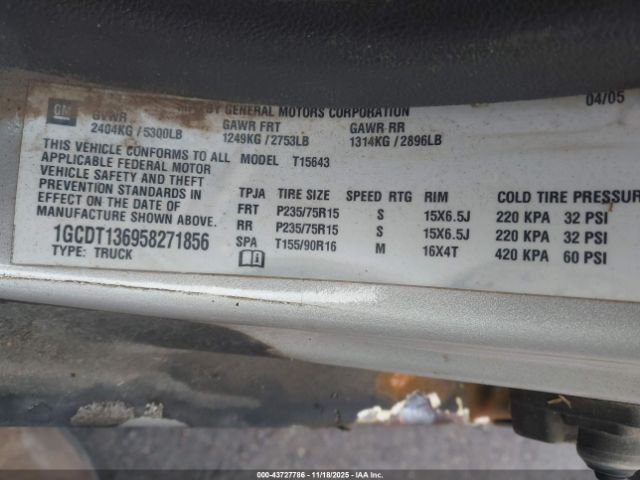 GM
MFD BY GENERAL MOTORS CORPORATION 04/05
GVWR GAWR FRT GAWR RR
2404KG / 5300LB 1249KG / 2753LB 1314KG / 2896LB
THIS VEHICLE CONFORMS TO ALL
APPLICABLE FEDERAL MOTOR
VEHICLE SAFETY AND THEFT
PREVENTION STANDARDS IN
EFFECT ON THE DATE OF
MANUFACTURE SHOWN ABOVE.
1GCDT136958271856
TYPE: TRUCK
MODEL T15643
TPJA TIRE SIZE SPEED RTG RIM COLD TIRE PRESSURE
FRT P235/75R15 S 15X6.5J 220 KPA 32 PSI
RR P235/75R15 S 15X6.5J 220 KPA 32 PSI
SPA T155/90R16 M 16X4T 420 KPA 60 PSI
000-43727786 - 11/18/2025 - IAA Inc.